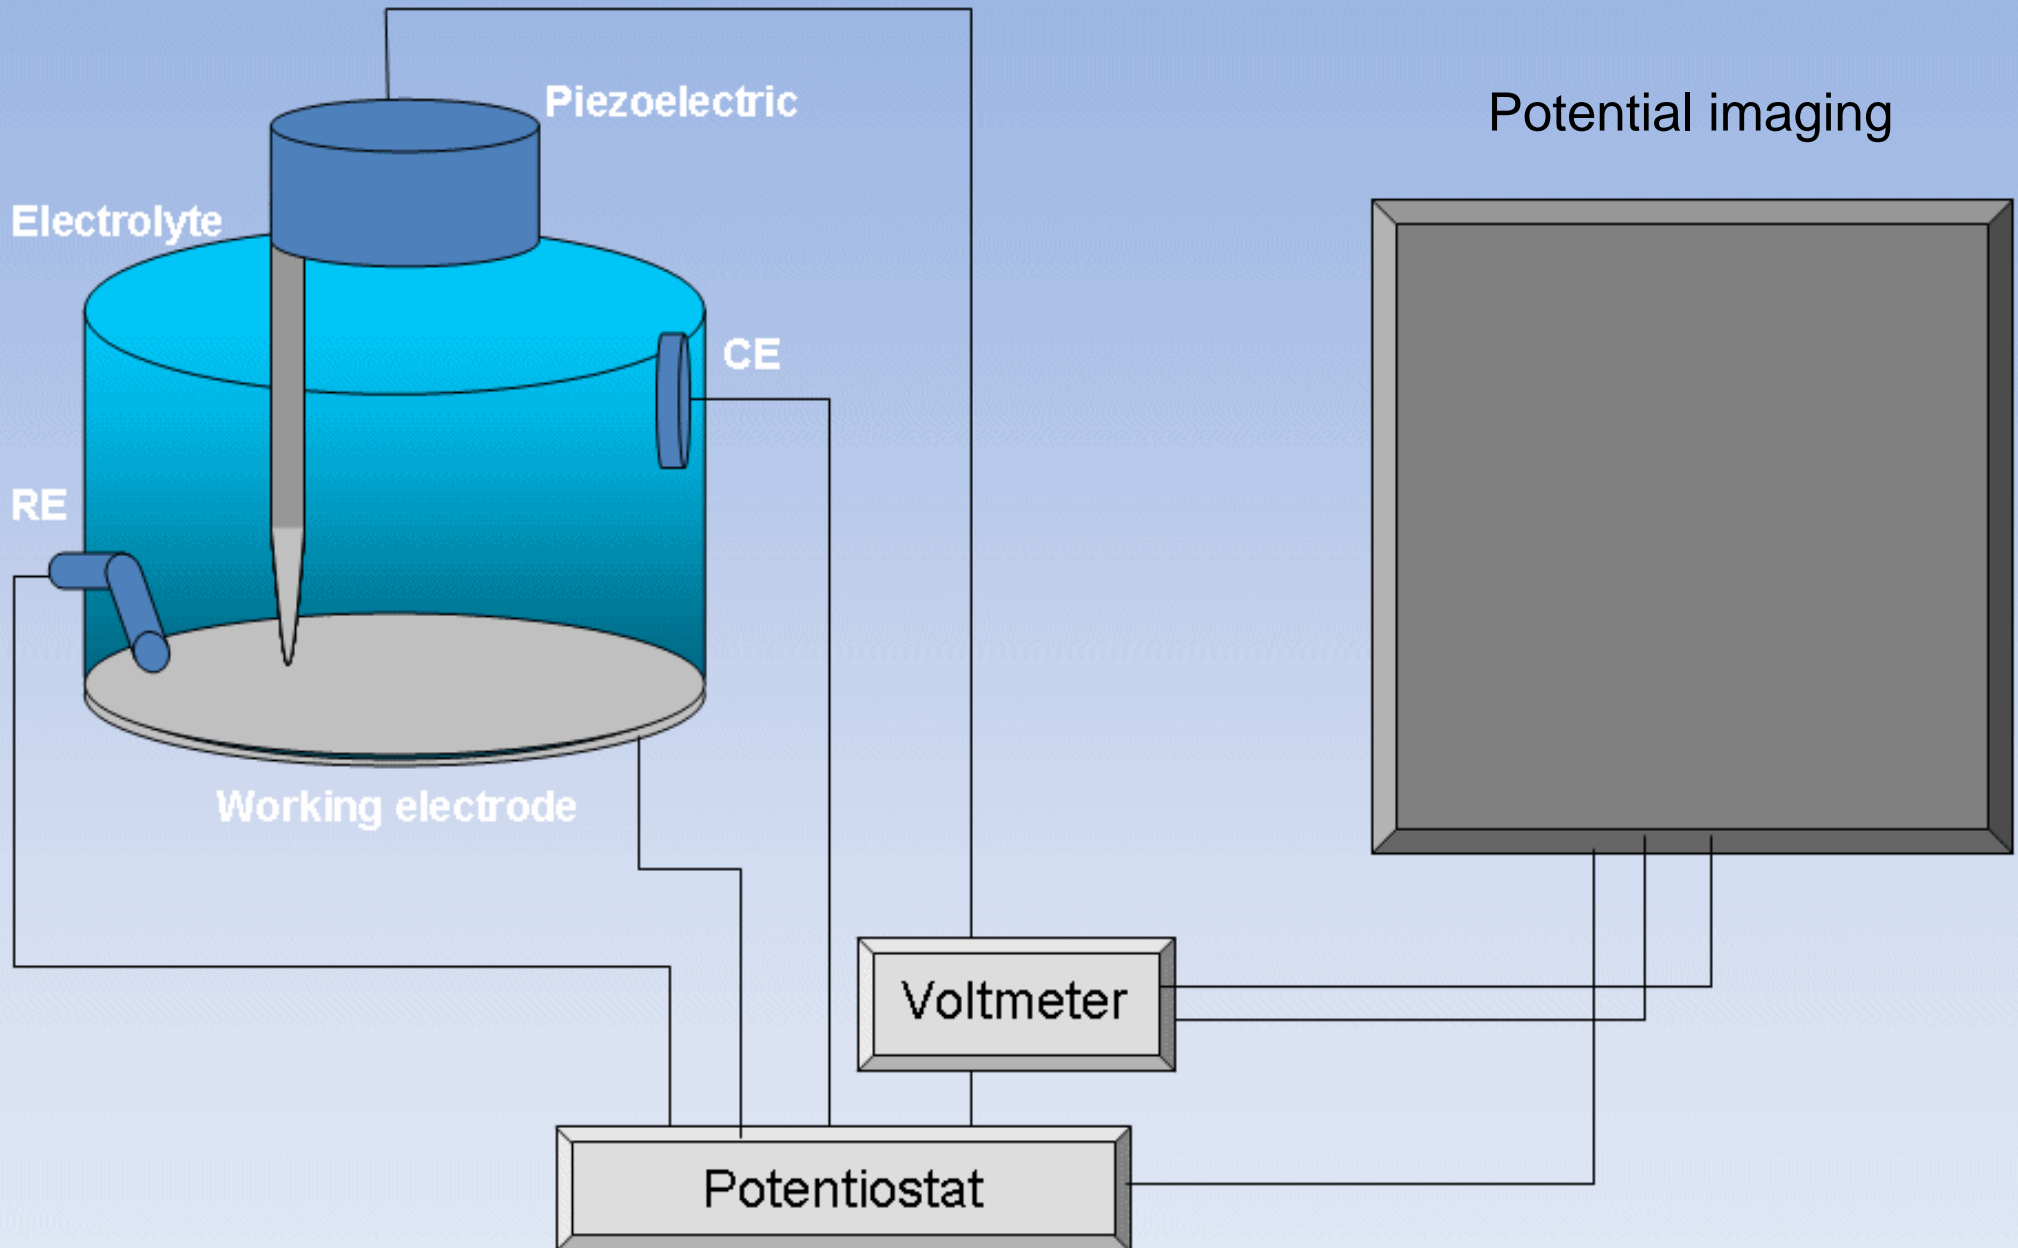 Piezoelectric
Potential imaging
Electrolyte
CE
RE
Working electrode
Voltmeter
Potentiostat